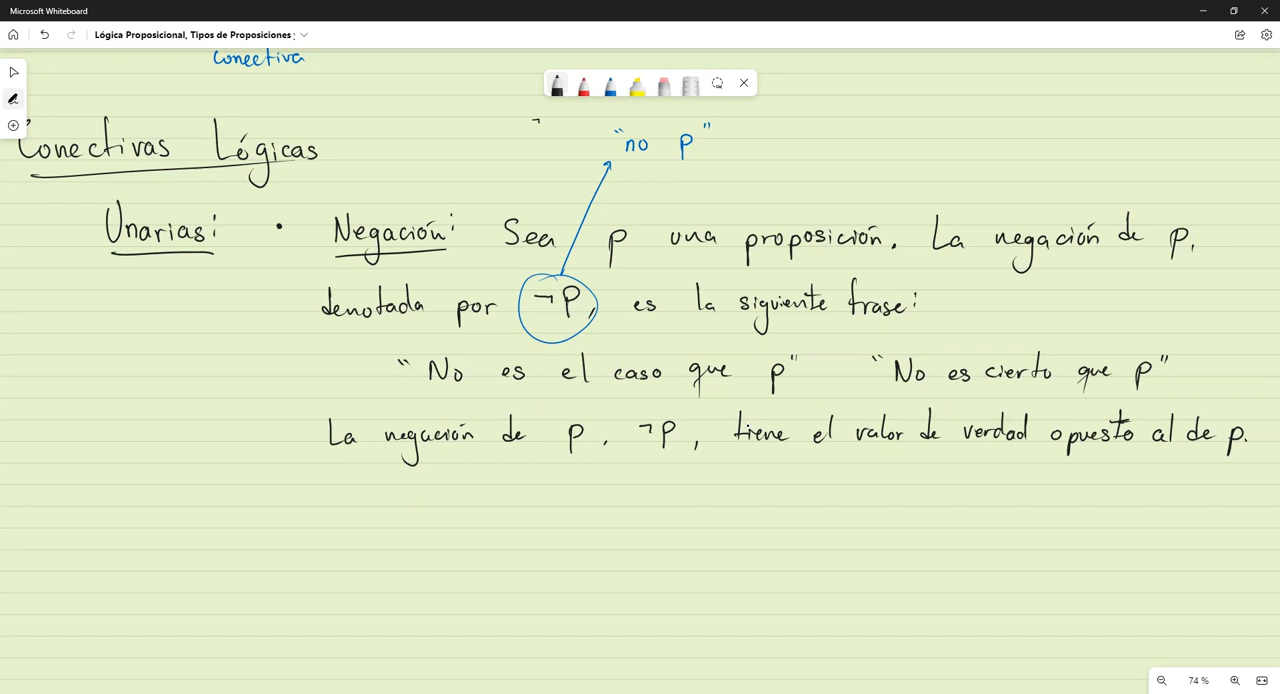 Microsoft Whiteboard
Lógica Proposicional, Tipos de Proposiciones
Conectiva
Conectivas Lógicas
"no p"
Unarias: • Negación: Sea p una proposición. La negación de p,
denotada por ¬p, es la siguiente frase:
"No es el caso que p" "No es cierto que p"
La negación de p, ¬p, tiene el valor de verdad opuesto al de p.
74 %